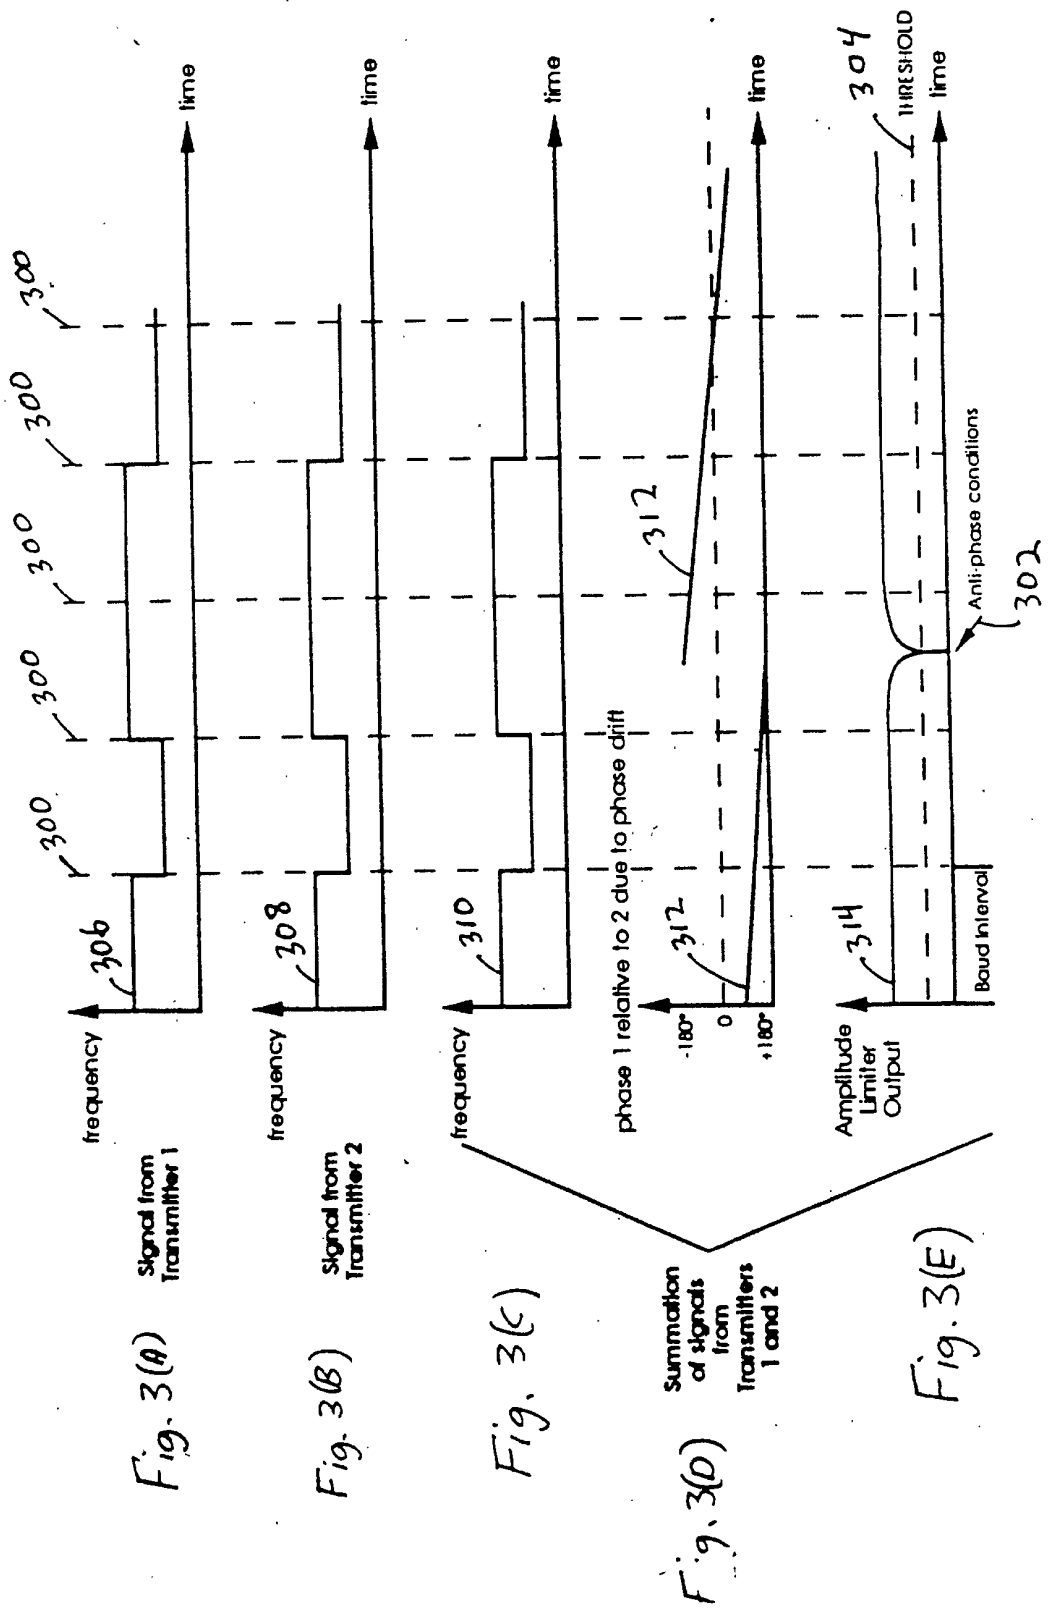 300
300
300
300
300
Fig. 3(A)
Signal from
Transmitter 1
frequency
306
time
Fig. 3(B)
Signal from
Transmitter 2
frequency
308
time
Fig. 3(C)
frequency
310
time
Fig. 3(D)
Summation
of signals
from
Transmitters
1 and 2
phase 1 relative to 2 due to phase drift
-180°
0
+180°
312
312
time
Fig. 3(E)
Amplitude
Limiter
Output
314
Baud Interval
Anti-phase conditions
302
304
THRESHOLD
time